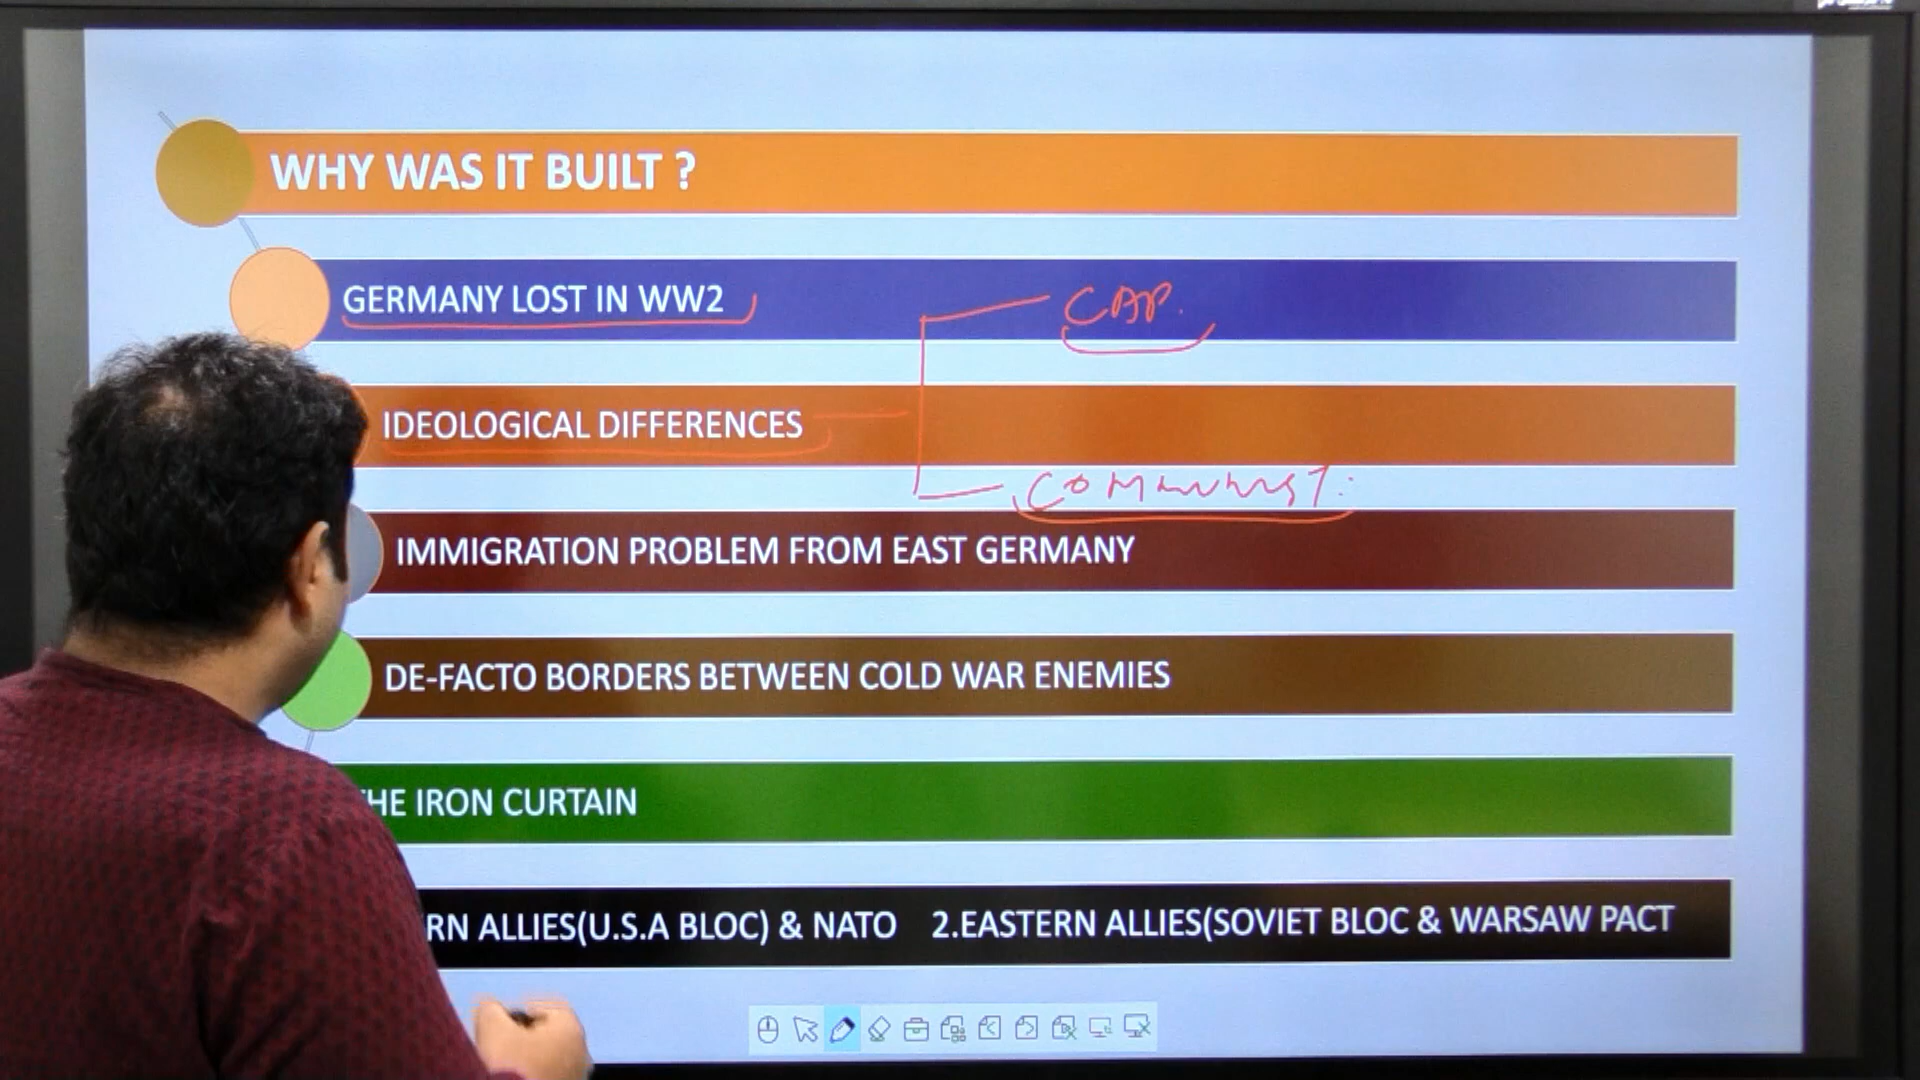 WHY WAS IT BUILT ?
GERMANY LOST IN WW2
CAP.
IDEOLOGICAL DIFFERENCES
COMMUNIST.
IMMIGRATION PROBLEM FROM EAST GERMANY
DE-FACTO BORDERS BETWEEN COLD WAR ENEMIES
HE IRON CURTAIN
RN ALLIES(U.S.A BLOC) & NATO 2.EASTERN ALLIES(SOVIET BLOC & WARSAW PACT